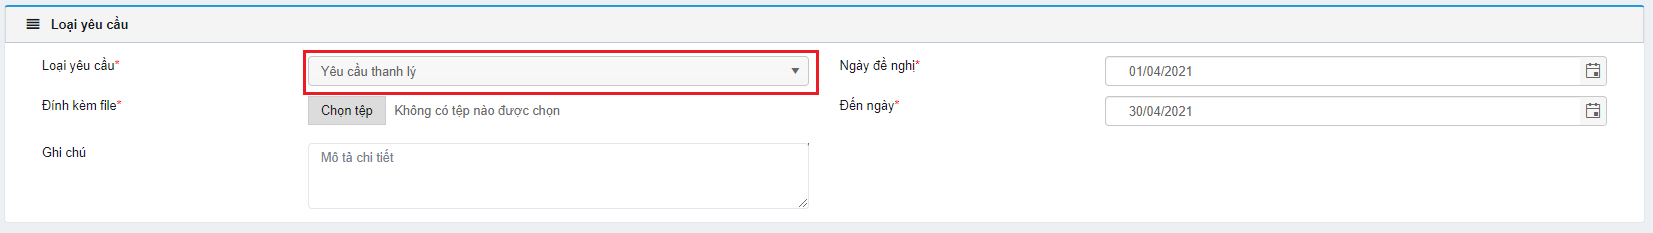 Loại yêu cầu
Loại yêu cầu* Yêu cầu thanh lý Ngày đề nghị* 01/04/2021
Đính kèm file* Chọn tệp Không có tệp nào được chọn Đến ngày* 30/04/2021
Ghi chú Mô tả chi tiết